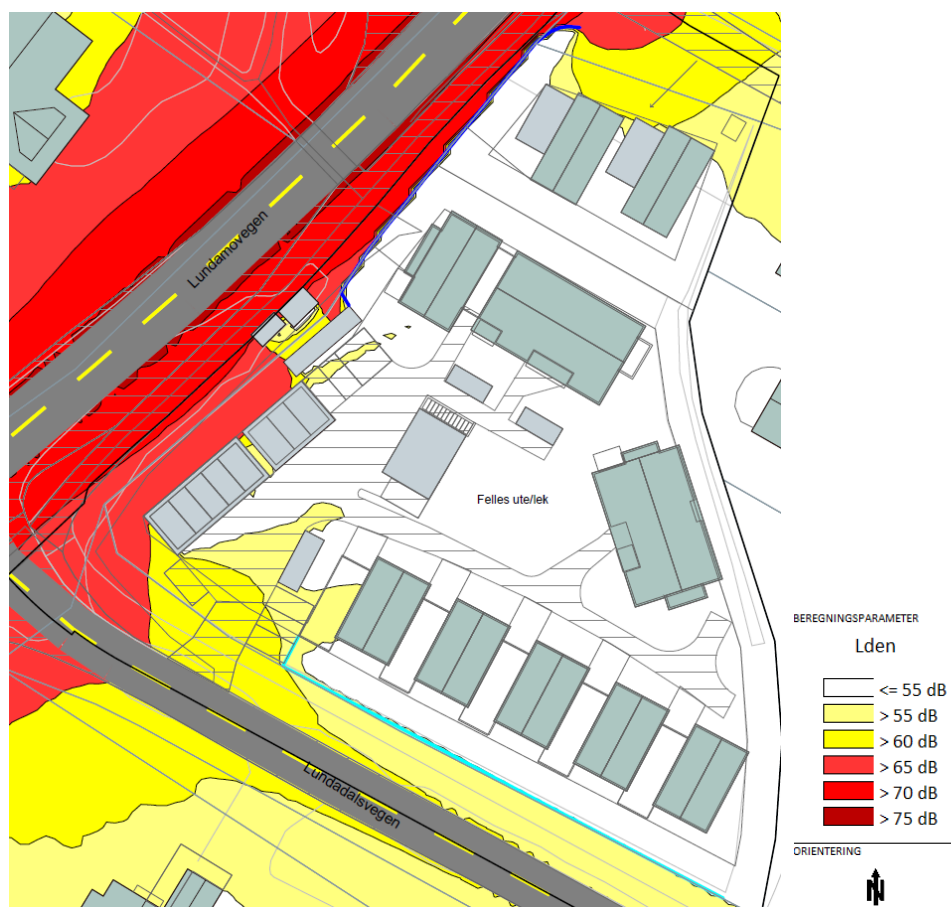 Lundamovegen
Felles ute/lek
Lundadalsvegen
BEREGNINGSPARAMETER
Lden
<= 55 dB
> 55 dB
> 60 dB
> 65 dB
> 70 dB
> 75 dB
ORIENTERING
N